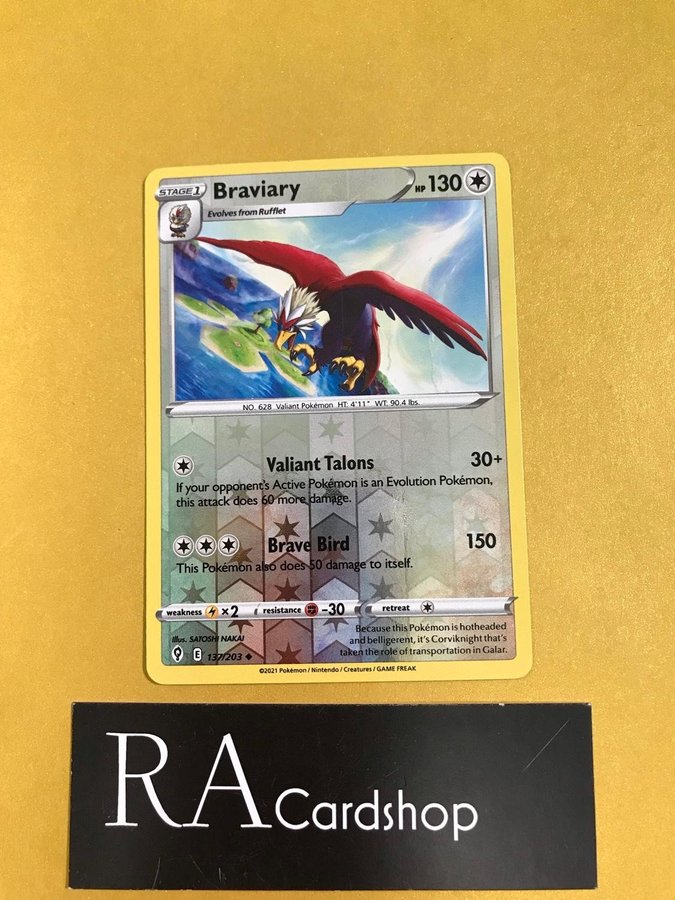 STAGE 1
Braviary
HP 130
Evolves from Rufflet
NO. 628 Valiant Pokémon HT: 4'11" WT: 90.4 lbs.
Valiant Talons 30+
If your opponent's Active Pokémon is an Evolution Pokémon,
this attack does 60 more damage.
Brave Bird 150
This Pokémon also does 50 damage to itself.
weakness ×2 resistance -30 retreat
Illus. SATOSHI NAKAI
E 137/203
Because this Pokémon is hotheaded
and belligerent, it's Corviknight that's
taken the role of transportation in Galar.
©2021 Pokémon / Nintendo / Creatures / GAME FREAK
RA Cardshop